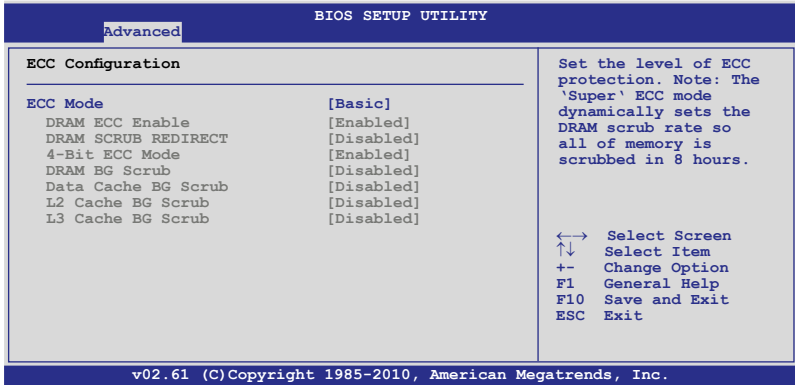 BIOS SETUP UTILITY
Advanced
ECC Configuration
ECC Mode [Basic]
DRAM ECC Enable [Enabled]
DRAM SCRUB REDIRECT [Disabled]
4-Bit ECC Mode [Enabled]
DRAM BG Scrub [Disabled]
Data Cache BG Scrub [Disabled]
L2 Cache BG Scrub [Disabled]
L3 Cache BG Scrub [Disabled]
Set the level of ECC
protection. Note: The
‘Super‘ ECC mode
dynamically sets the
DRAM scrub rate so
all of memory is
scrubbed in 8 hours.
←→ Select Screen
↑↓ Select Item
+- Change Option
F1 General Help
F10 Save and Exit
ESC Exit
v02.61 (C)Copyright 1985-2010, American Megatrends, Inc.